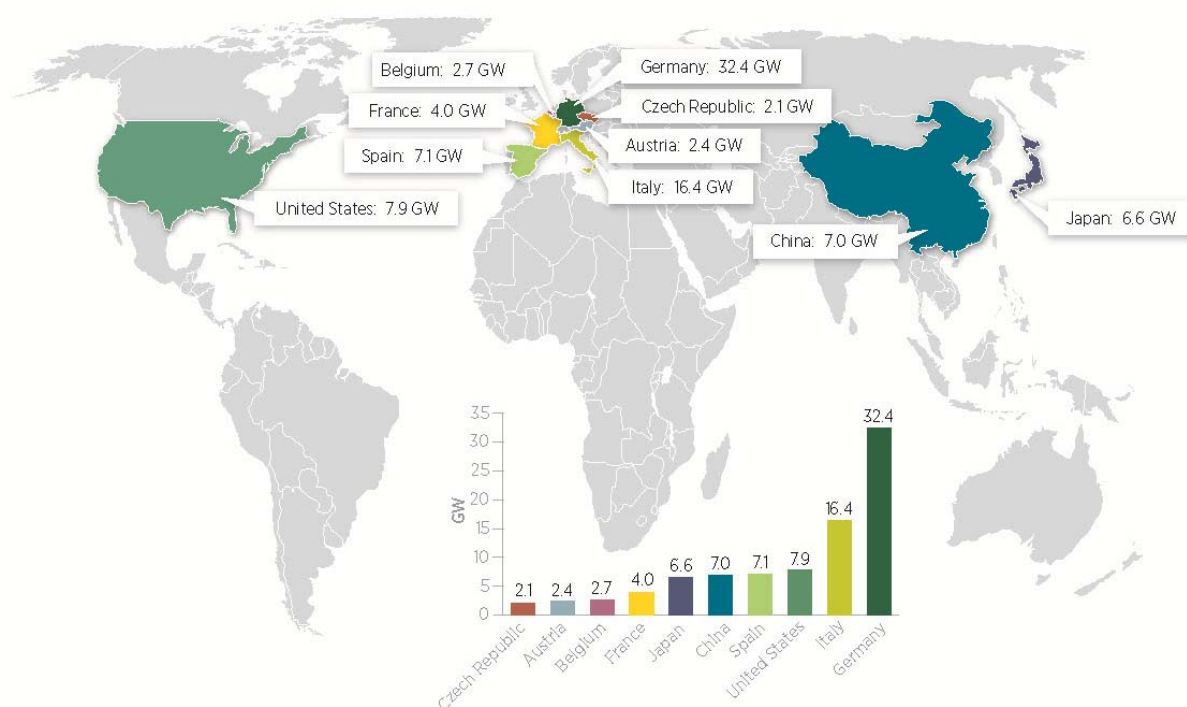 Belgium: 2.7 GW
Germany: 32.4 GW
France: 4.0 GW
Czech Republic: 2.1 GW
Spain: 7.1 GW
Austria: 2.4 GW
Italy: 16.4 GW
United States: 7.9 GW
Japan: 6.6 GW
China: 7.0 GW
GW
35
30
25
20
15
10
5
0
2.1
2.4
2.7
4.0
6.6
7.0
7.1
7.9
16.4
32.4
Czech Republic
Austria
Belgium
France
Japan
China
Spain
United States
Italy
Germany